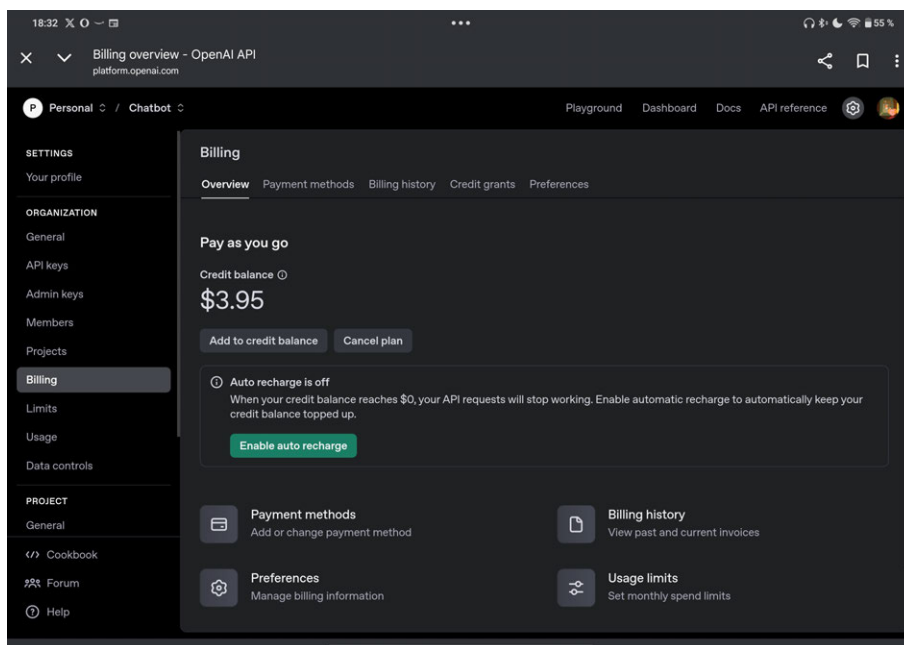 18:32
55 %
Billing overview - OpenAI API
platform.openai.com
P Personal / Chatbot
Playground Dashboard Docs API reference
SETTINGS
Your profile
ORGANIZATION
General
API keys
Admin keys
Members
Projects
Billing
Limits
Usage
Data controls
PROJECT
General
Cookbook
Forum
Help
Billing
Overview Payment methods Billing history Credit grants Preferences
Pay as you go
Credit balance
$3.95
Add to credit balance Cancel plan
Auto recharge is off
When your credit balance reaches $0, your API requests will stop working. Enable automatic recharge to automatically keep your
credit balance topped up.
Enable auto recharge
Payment methods
Add or change payment method
Billing history
View past and current invoices
Preferences
Manage billing information
Usage limits
Set monthly spend limits